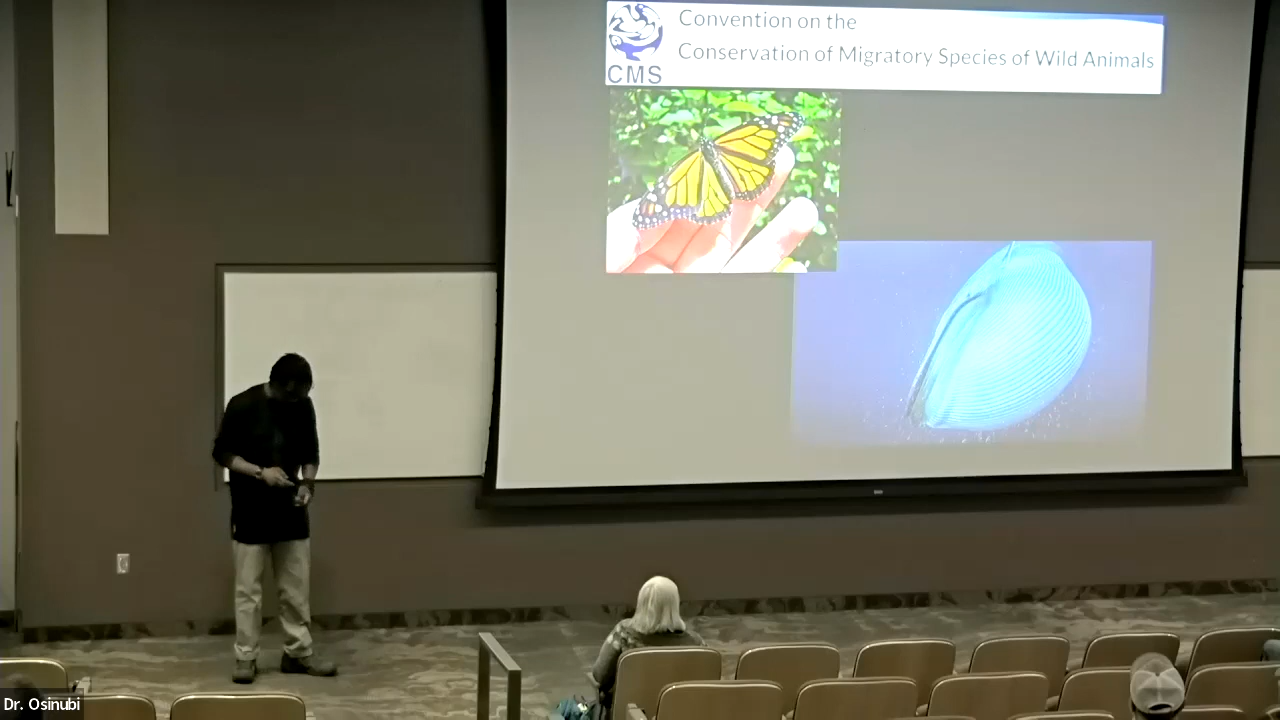 Convention on the
Conservation of Migratory Species of Wild Animals
CMS
Dr. Osinubi